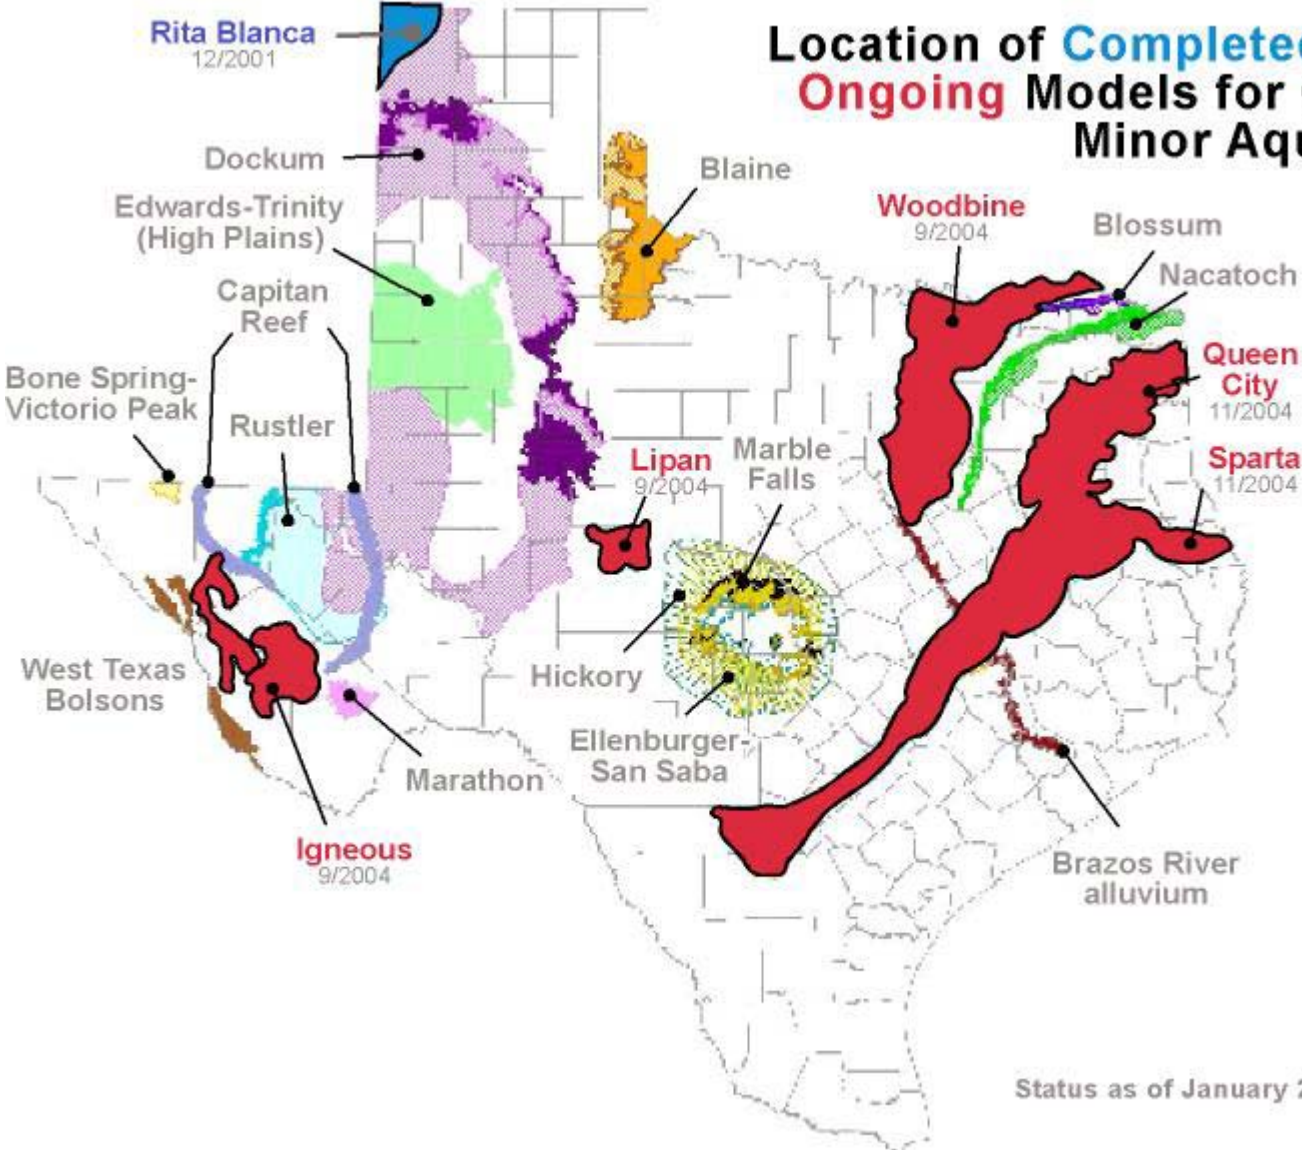 Location of Completed
Ongoing Models for
Minor Aqu
Rita Blanca
12/2001
Dockum
Edwards-Trinity
(High Plains)
Capitan
Reef
Bone Spring-
Victorio Peak
Rustler
Blaine
Woodbine
9/2004
Blossum
Nacatoch
Queen
City
11/2004
Sparta
11/2004
Lipan
9/2004
Marble
Falls
Hickory
West Texas
Bolsons
Ellenburger-
San Saba
Marathon
Igneous
9/2004
Brazos River
alluvium
Status as of January 2